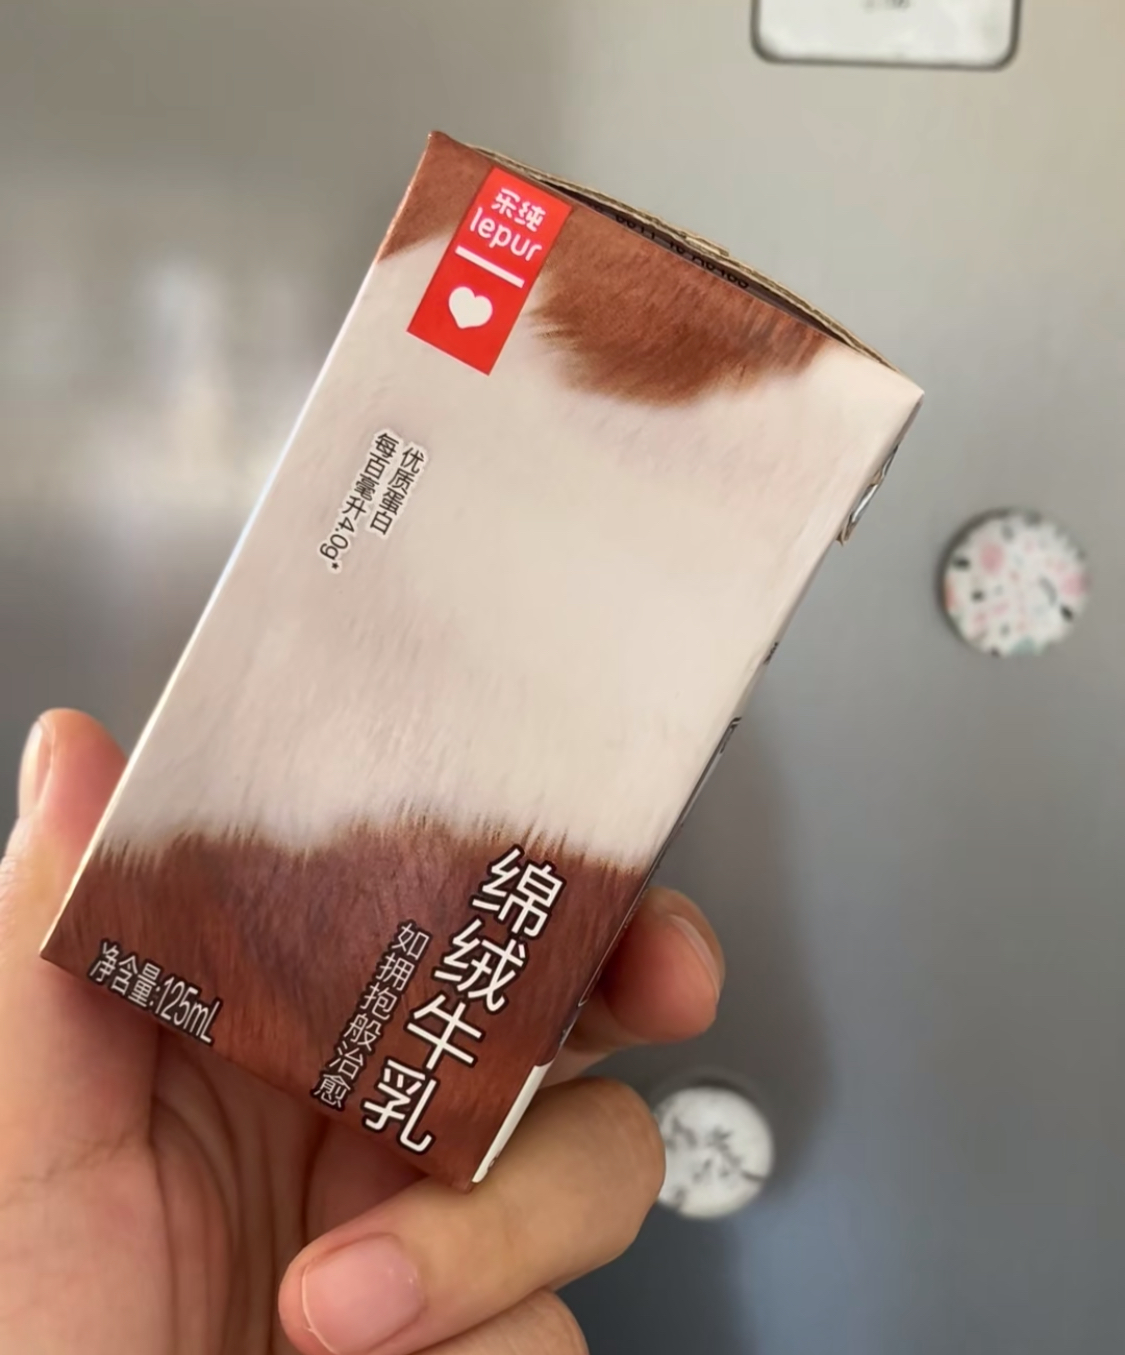 乐纯
lepur
优质蛋白
每百毫升4.0g*
绵绒牛乳
如拥抱般治愈
净含量:125mL